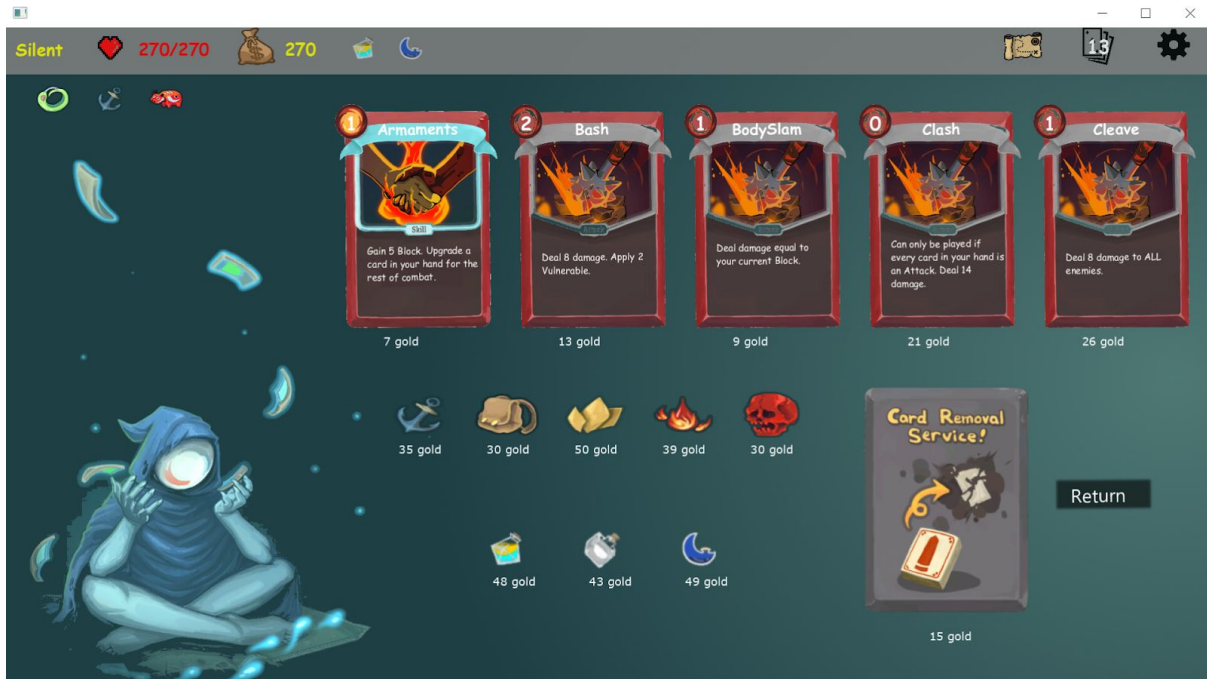 Silent 270/270 270 13
1 Armaments
Skill
Gain 5 Block. Upgrade a
card in your hand for the
rest of combat.
7 gold
2 Bash
Attack
Deal 8 damage. Apply 2
Vulnerable.
13 gold
1 BodySlam
Attack
Deal damage equal to
your current Block.
9 gold
0 Clash
Attack
Can only be played if
every card in your hand is
an Attack. Deal 14
damage.
21 gold
1 Cleave
Attack
Deal 8 damage to ALL
enemies.
26 gold
35 gold 30 gold 50 gold 39 gold 30 gold
48 gold 43 gold 49 gold
Card Removal
Service!
15 gold
Return